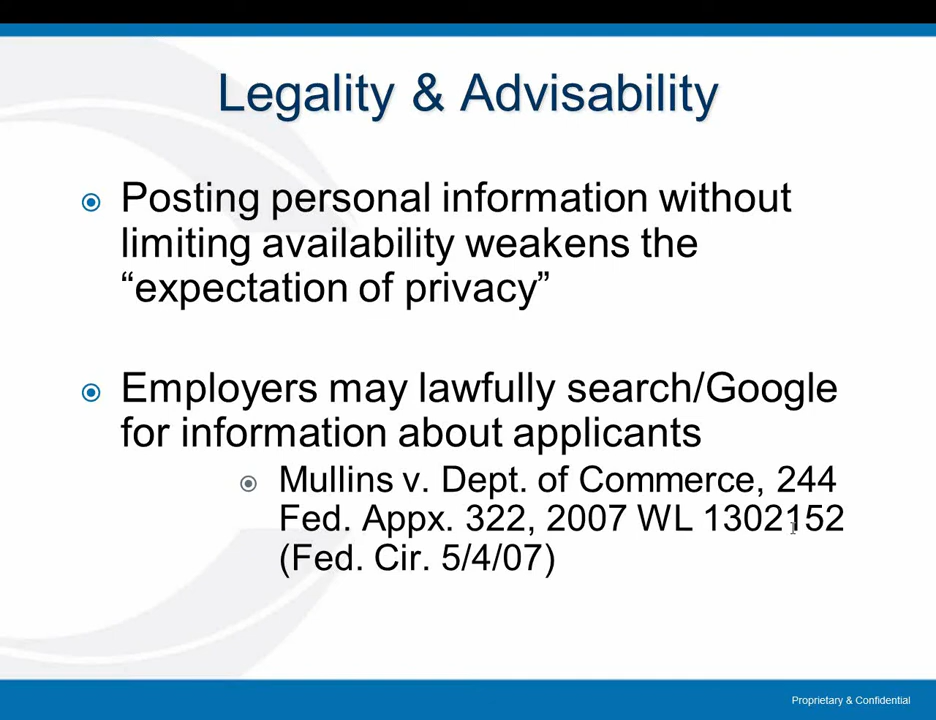 Legality & Advisability
Posting personal information without
limiting availability weakens the
“expectation of privacy”
Employers may lawfully search/Google
for information about applicants
Mullins v. Dept. of Commerce, 244
Fed. Appx. 322, 2007 WL 1302152
(Fed. Cir. 5/4/07)
Proprietary & Confidential